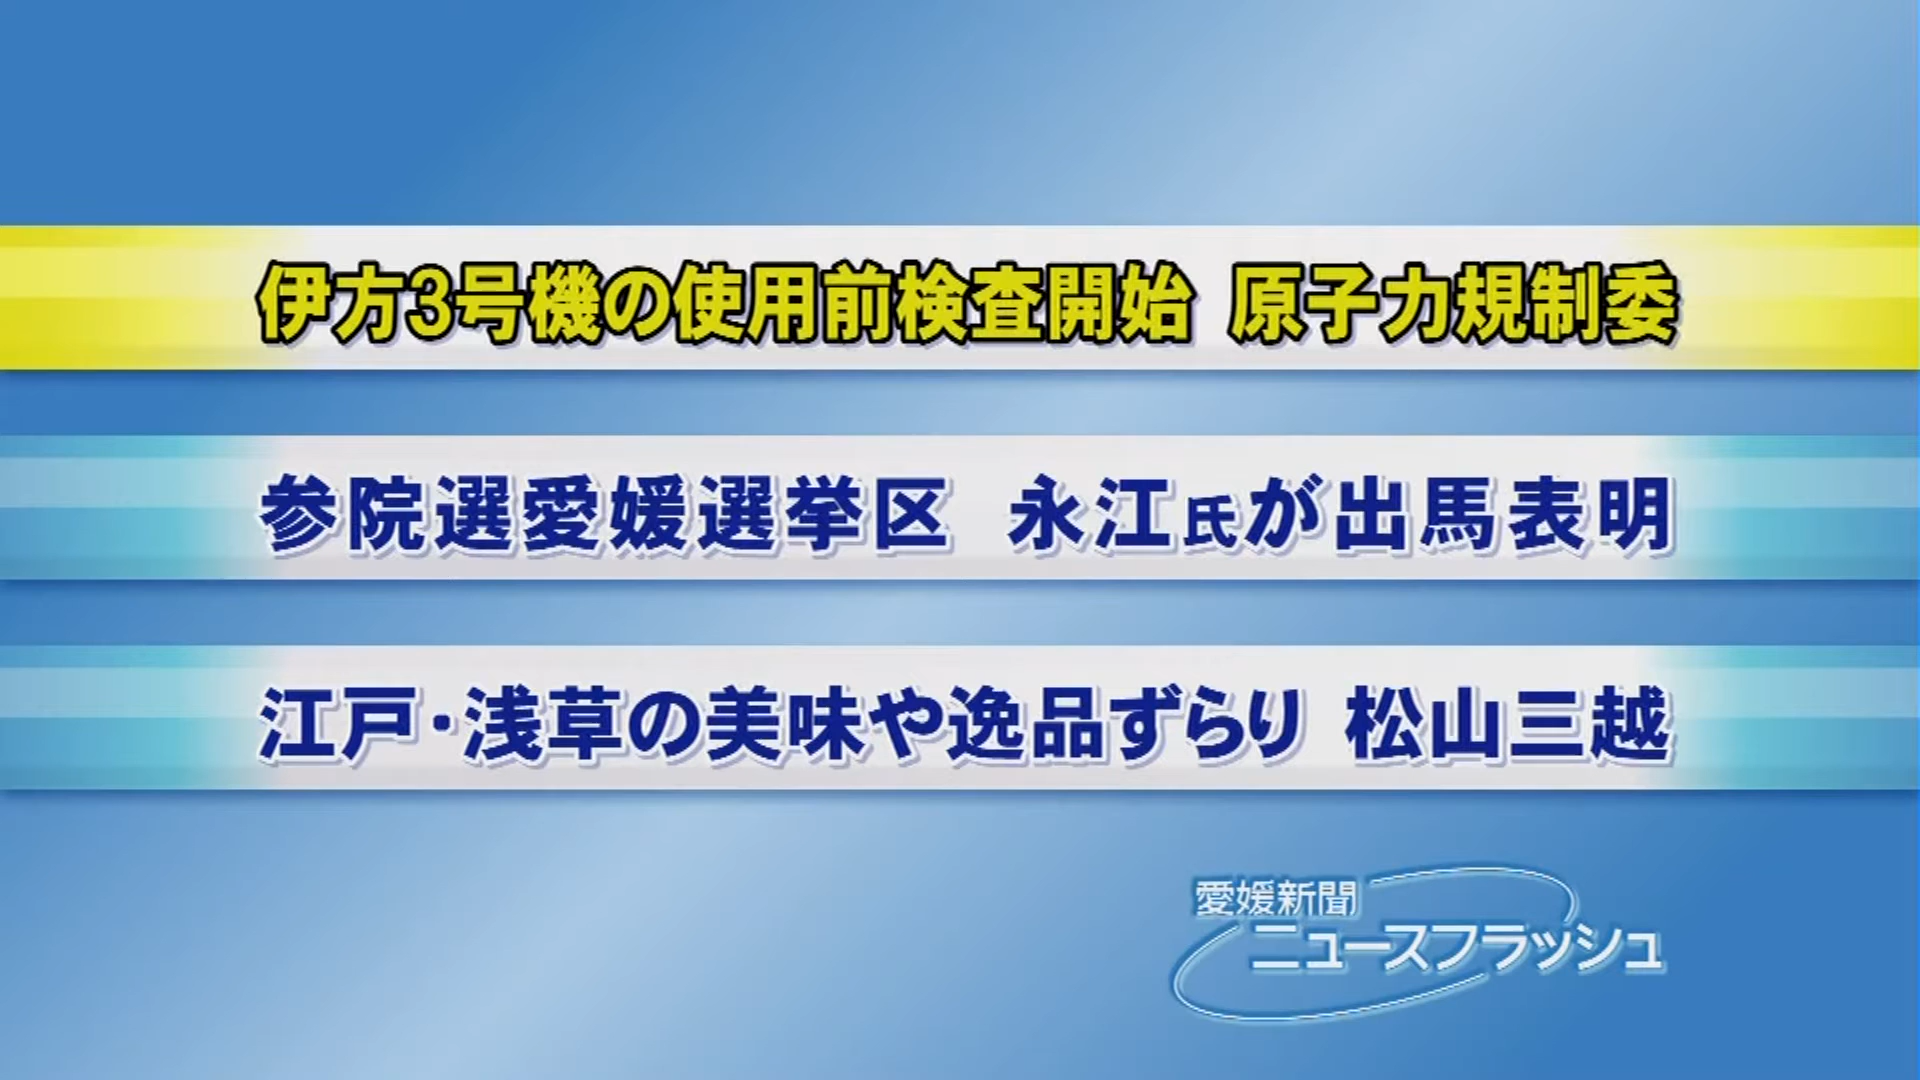 伊方3号機の使用前検査開始 原子力規制委
参院選愛媛選挙区 永江氏が出馬表明
江戸・浅草の美味や逸品ずらり 松山三越
愛媛新聞
ニュースフラッシュ